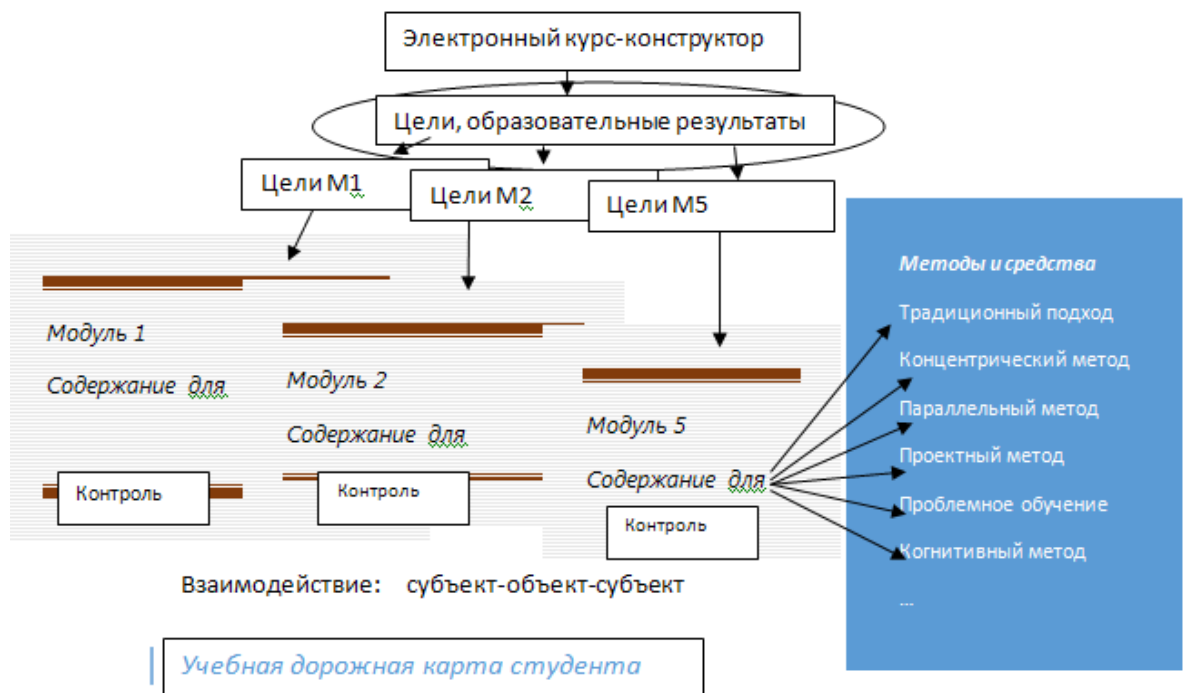 Электронный курс-конструктор
Цели, образовательные результаты
Цели М1
Цели М2
Цели М5
Модуль 1
Содержание для
Контроль
Модуль 2
Содержание для
Контроль
Модуль 5
Содержание для
Контроль
Методы и средства
Традиционный подход
Концентрический метод
Параллельный метод
Проектный метод
Проблемное обучение
Когнитивный метод
...
Взаимодействие: субъект-объект-субъект
Учебная дорожная карта студента